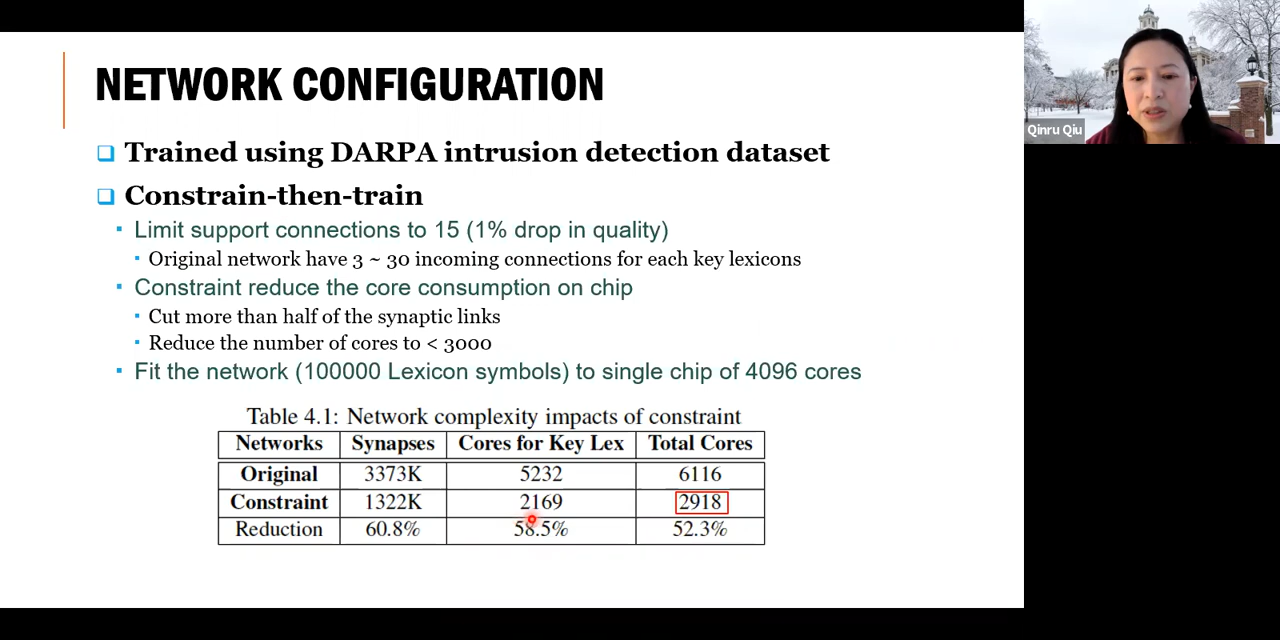 NETWORK CONFIGURATION
Qinru Qiu
❑ Trained using DARPA intrusion detection dataset
❑ Constrain-then-train
▪ Limit support connections to 15 (1% drop in quality)
▪ Original network have 3 ~ 30 incoming connections for each key lexicons
▪ Constraint reduce the core consumption on chip
▪ Cut more than half of the synaptic links
▪ Reduce the number of cores to < 3000
▪ Fit the network (100000 Lexicon symbols) to single chip of 4096 cores
Table 4.1: Network complexity impacts of constraint
Networks Synapses Cores for Key Lex Total Cores
Original 3373K 5232 6116
Constraint 1322K 2169 2918
Reduction 60.8% 58.5% 52.3%